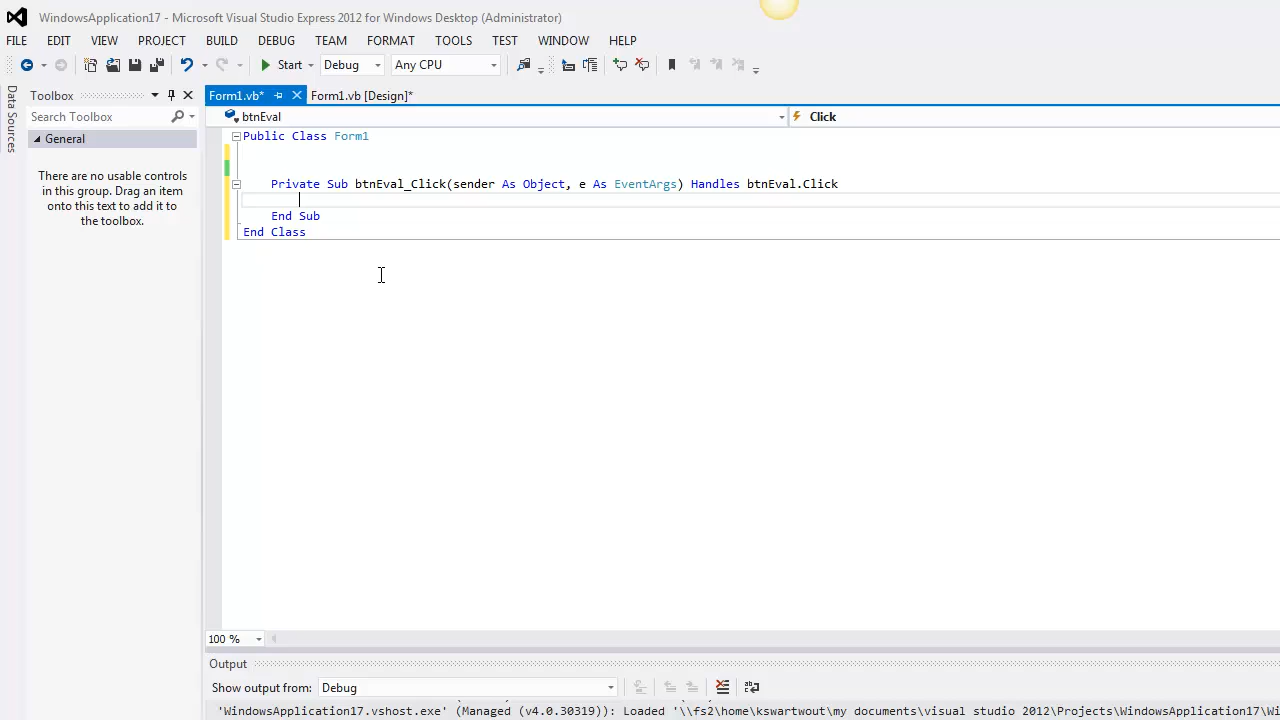 WindowsApplication17 - Microsoft Visual Studio Express 2012 for Windows Desktop (Administrator)
FILE EDIT VIEW PROJECT BUILD DEBUG TEAM FORMAT TOOLS TEST WINDOW HELP
Start Debug Any CPU
Data Sources
Toolbox
Form1.vb* Form1.vb [Design]*
Search Toolbox
btnEval Click
General
There are no usable controls
in this group. Drag an item
onto this text to add it to
the toolbox.
Public Class Form1
Private Sub btnEval_Click(sender As Object, e As EventArgs) Handles btnEval.Click
End Sub
End Class
100 %
Output
Show output from: Debug
'WindowsApplication17.vshost.exe' (Managed (v4.0.30319)): Loaded '\\fs2\home\kswartwout\my documents\visual studio 2012\Projects\WindowsApplication17\Wi